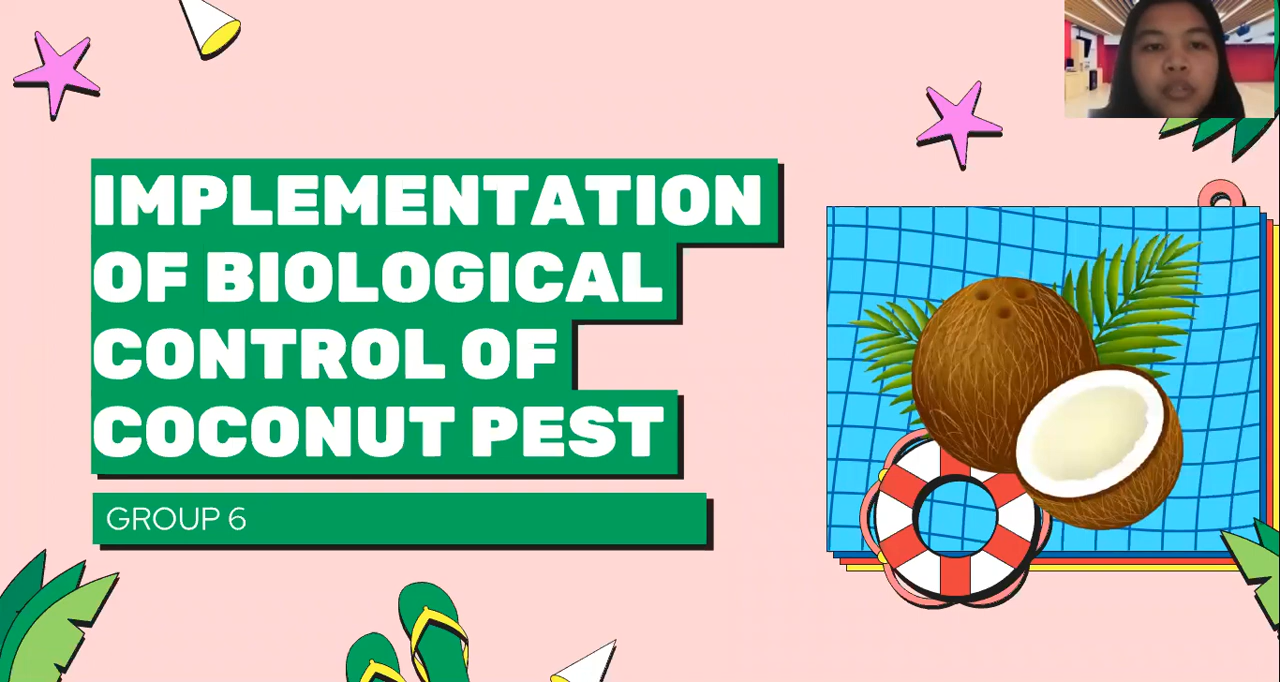 IMPLEMENTATION
OF BIOLOGICAL
CONTROL OF
COCONUT PEST
GROUP 6